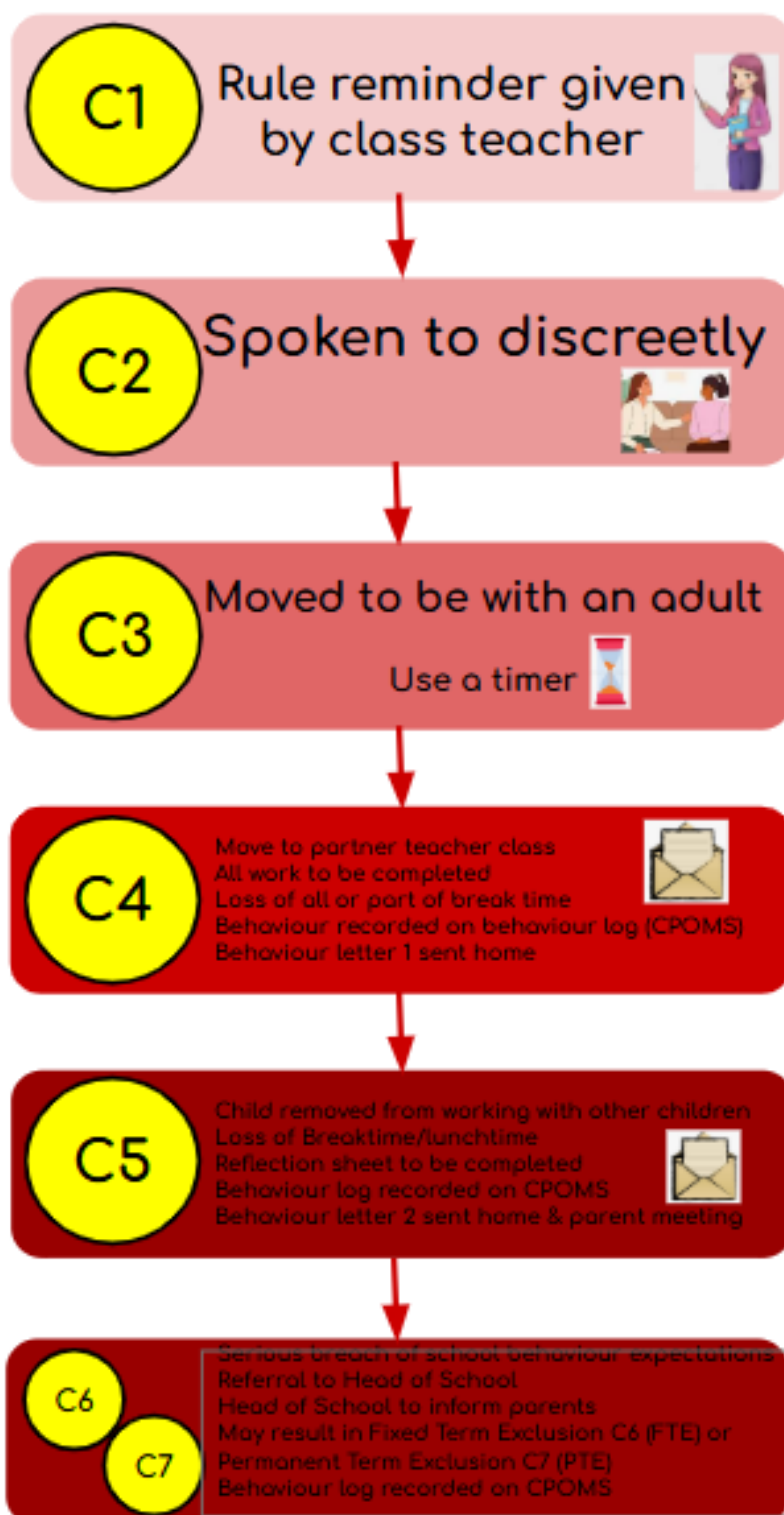 C1
Rule reminder given
by class teacher
C2
Spoken to discreetly
C3
Moved to be with an adult
Use a timer
C4
Move to partner teacher class
All work to be completed
Loss of all or part of break time
Behaviour recorded on behaviour log (CPOMS)
Behaviour letter 1 sent home
C5
Child removed from working with other children
Loss of Breaktime/lunchtime
Reflection sheet to be completed
Behaviour log recorded on CPOMS
Behaviour letter 2 sent home & parent meeting
C6
C7
Serious breach of school behaviour expectations
Referral to Head of School
Head of School to inform parents
May result in Fixed Term Exclusion C6 (FTE) or
Permanent Term Exclusion C7 (PTE)
Behaviour log recorded on CPOMS